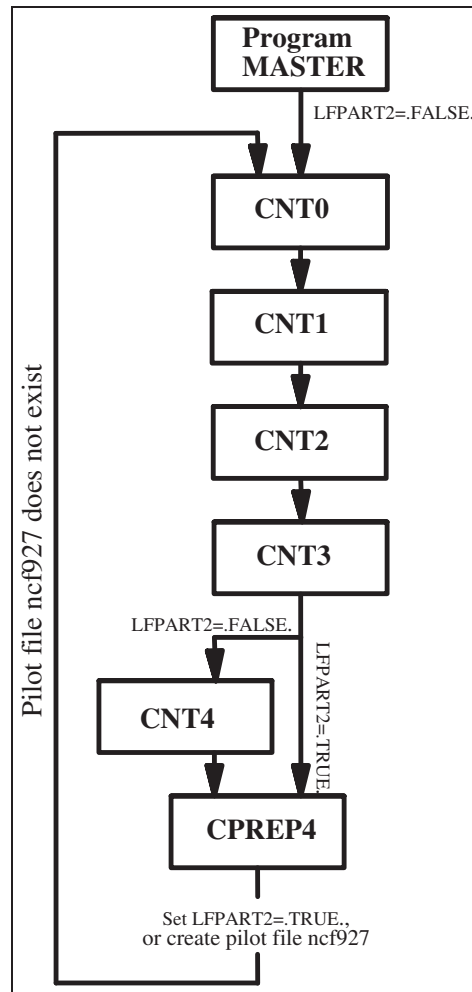 Program
MASTER
LFPART2=.FALSE.
CNT0
CNT1
CNT2
CNT3
LFPART2=.FALSE.
LFPART2=.TRUE.
CNT4
CPREP4
Set LFPART2=.TRUE.,
or create pilot file ncf927
Pilot file ncf927 does not exist